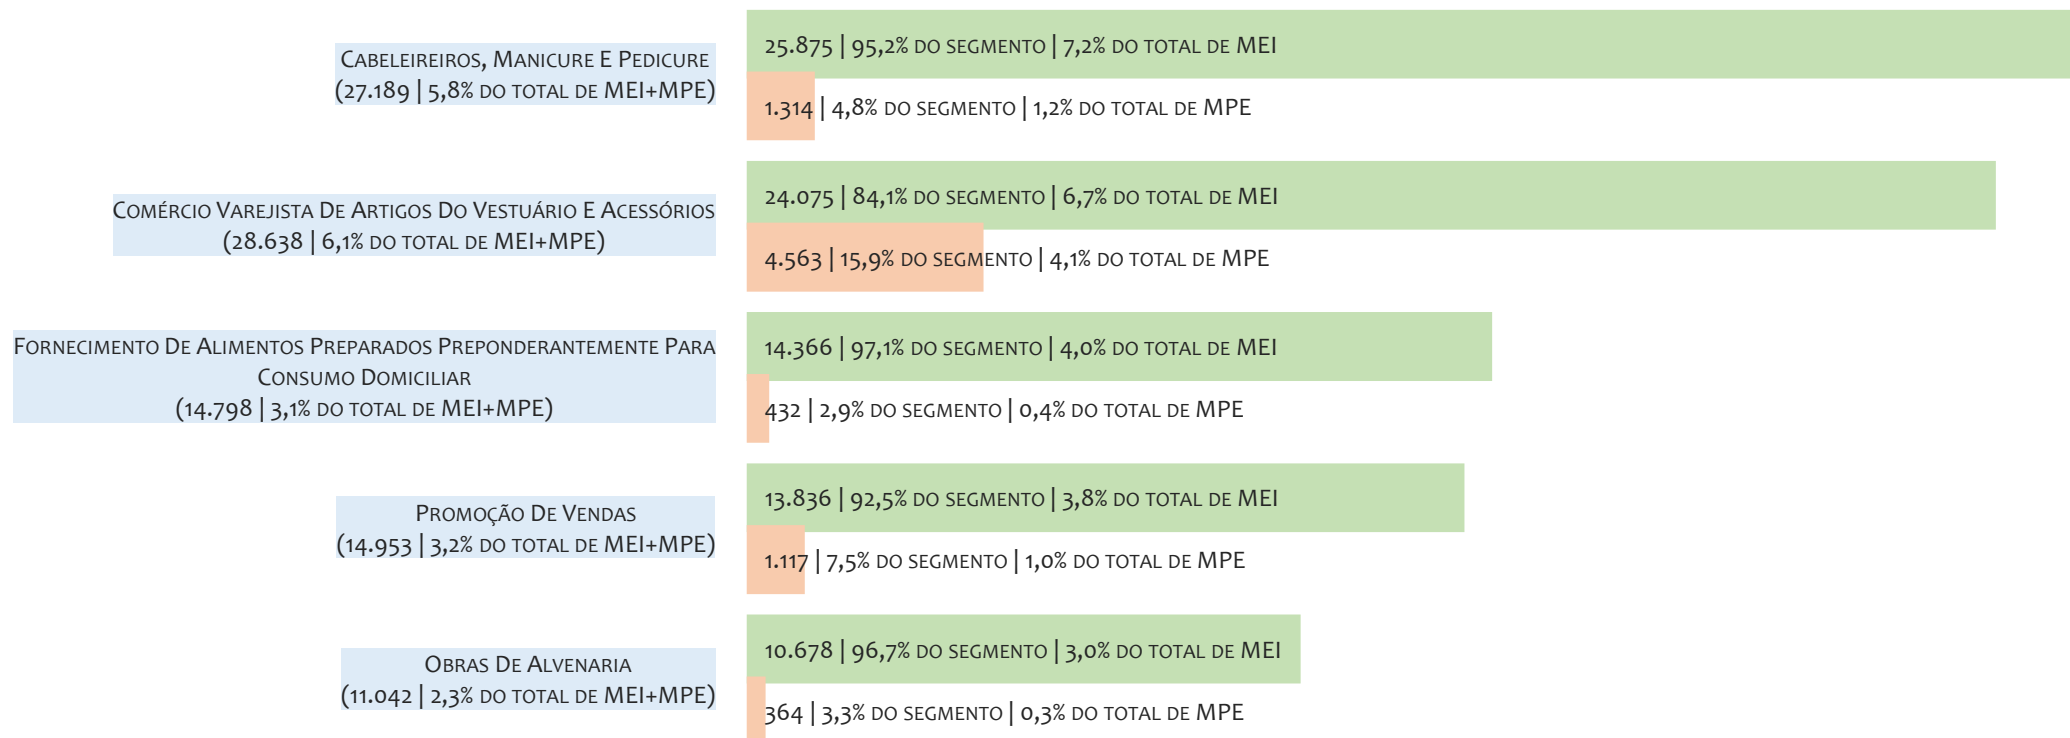 Cabeleireiros, Manicure E Pedicure
(27.189 | 5,8% do total de MEI+MPE)
25.875 | 95,2% do segmento | 7,2% do total de MEI
1.314 | 4,8% do segmento | 1,2% do total de MPE
Comércio Varejista De Artigos Do Vestuário E Acessórios
(28.638 | 6,1% do total de MEI+MPE)
24.075 | 84,1% do segmento | 6,7% do total de MEI
4.563 | 15,9% do segmento | 4,1% do total de MPE
Fornecimento De Alimentos Preparados Preponderantemente Para
Consumo Domiciliar
(14.798 | 3,1% do total de MEI+MPE)
14.366 | 97,1% do segmento | 4,0% do total de MEI
432 | 2,9% do segmento | 0,4% do total de MPE
Promoção De Vendas
(14.953 | 3,2% do total de MEI+MPE)
13.836 | 92,5% do segmento | 3,8% do total de MEI
1.117 | 7,5% do segmento | 1,0% do total de MPE
Obras De Alvenaria
(11.042 | 2,3% do total de MEI+MPE)
10.678 | 96,7% do segmento | 3,0% do total de MEI
364 | 3,3% do segmento | 0,3% do total de MPE